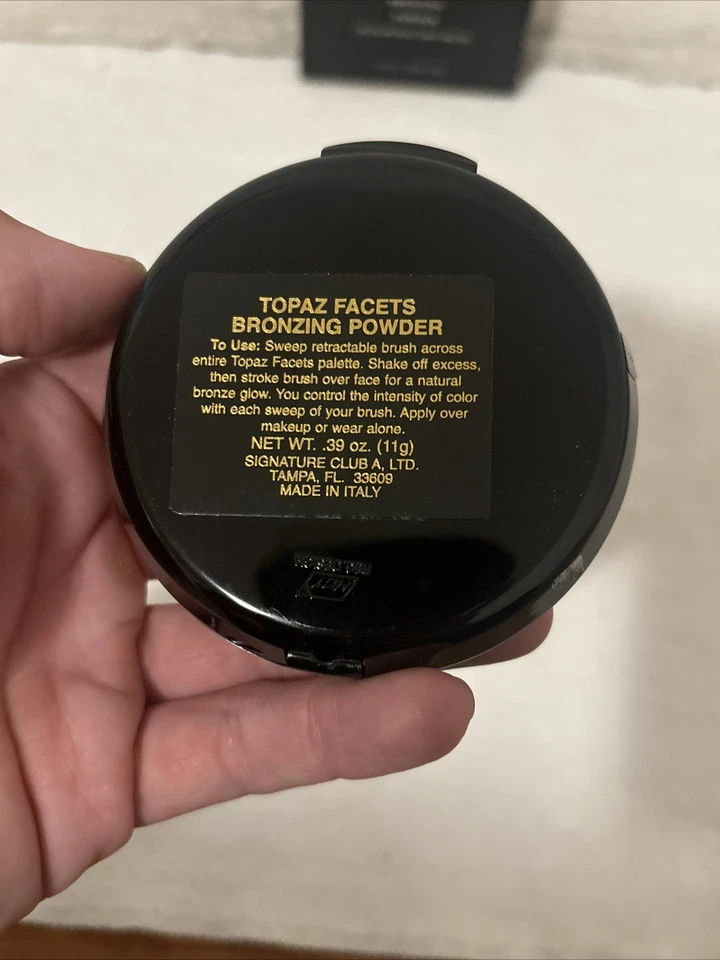 TOPAZ FACETS
BRONZING POWDER
To Use: Sweep retractable brush across
entire Topaz Facets palette. Shake off excess,
then stroke brush over face for a natural
bronze glow. You control the intensity of color
with each sweep of your brush. Apply over
makeup or wear alone.
NET WT. .39 oz. (11g)
SIGNATURE CLUB A, LTD.
TAMPA, FL. 33609
MADE IN ITALY